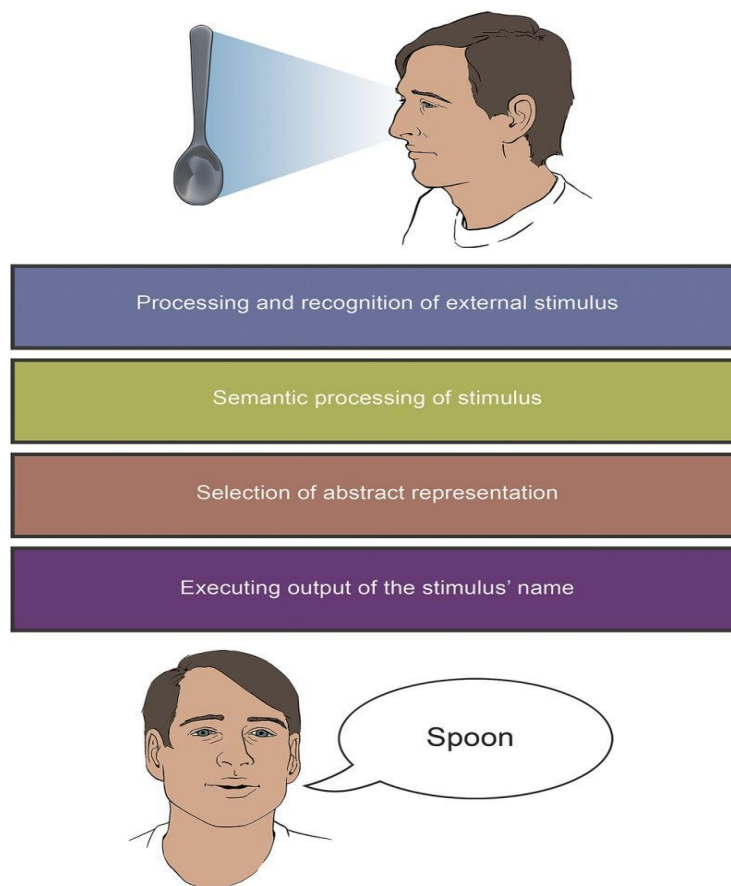 Processing and recognition of external stimulus
Semantic processing of stimulus
Selection of abstract representation
Executing output of the stimulus’ name
Spoon